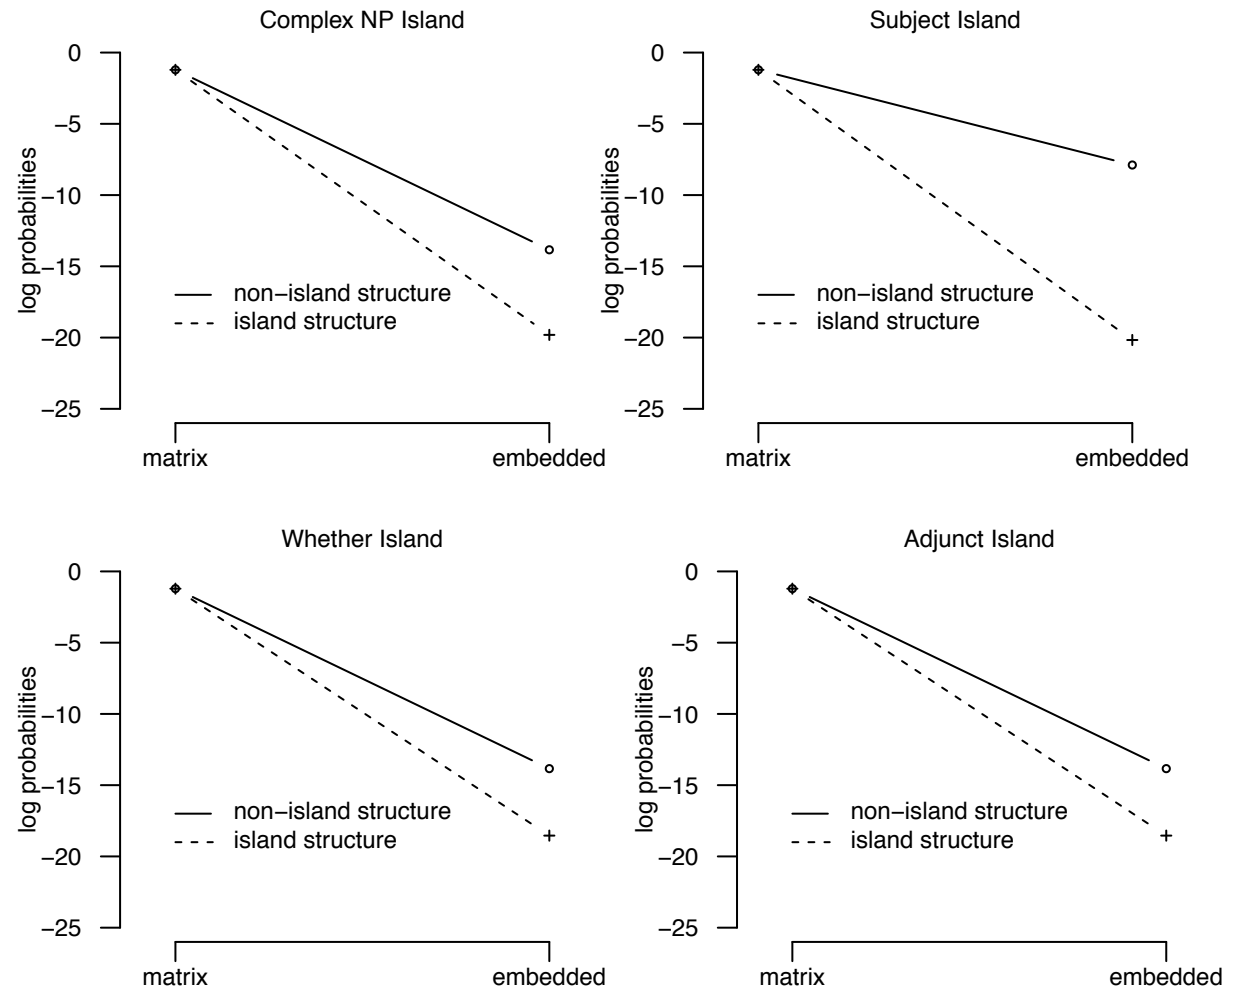 Complex NP Island
0
−5
−10
−15
−20
−25
log probabilities
non−island structure
island structure
matrix embedded
Subject Island
0
−5
−10
−15
−20
−25
log probabilities
non−island structure
island structure
matrix embedded
Whether Island
0
−5
−10
−15
−20
−25
log probabilities
non−island structure
island structure
matrix embedded
Adjunct Island
0
−5
−10
−15
−20
−25
log probabilities
non−island structure
island structure
matrix embedded